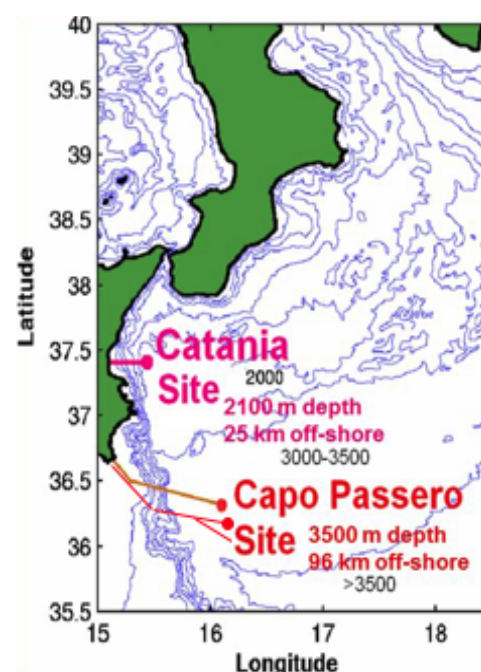 40
39.5
39
38.5
38
37.5
37
36.5
36
35.5
Latitude
Catania
Site
2000
2100 m depth
25 km off-shore
3000-3500
Capo Passero
Site
3500 m depth
96 km off-shore
>3500
15 16 17 18
Longitude